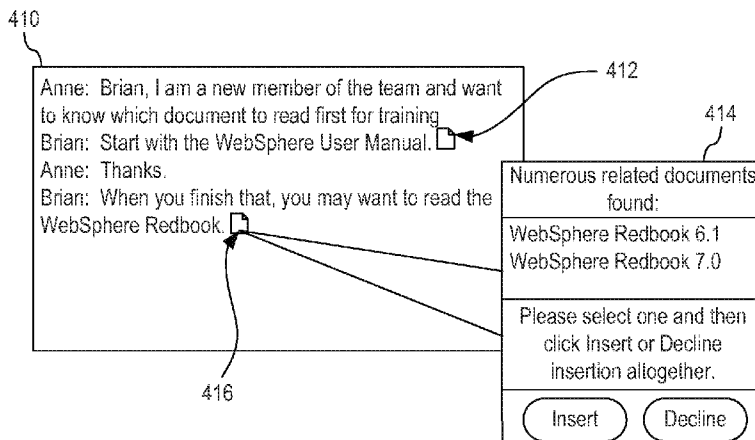 410
Anne: Brian, I am a new member of the team and want
to know which document to read first for training
Brian: Start with the WebSphere User Manual.
Anne: Thanks.
Brian: When you finish that, you may want to read the
WebSphere Redbook.
412
414
Numerous related documents
found:
WebSphere Redbook 6.1
WebSphere Redbook 7.0
Please select one and then
click Insert or Decline
insertion altogether.
Insert
Decline
416